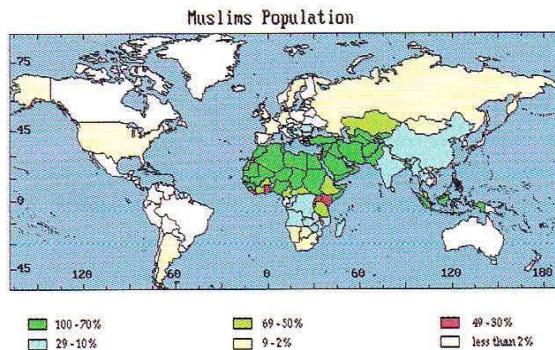 Muslims Population
75
45
0
45
120 60 0 60 120 180
100-70% 69-50% 49-30%
29-10% 9-2% less than 2%